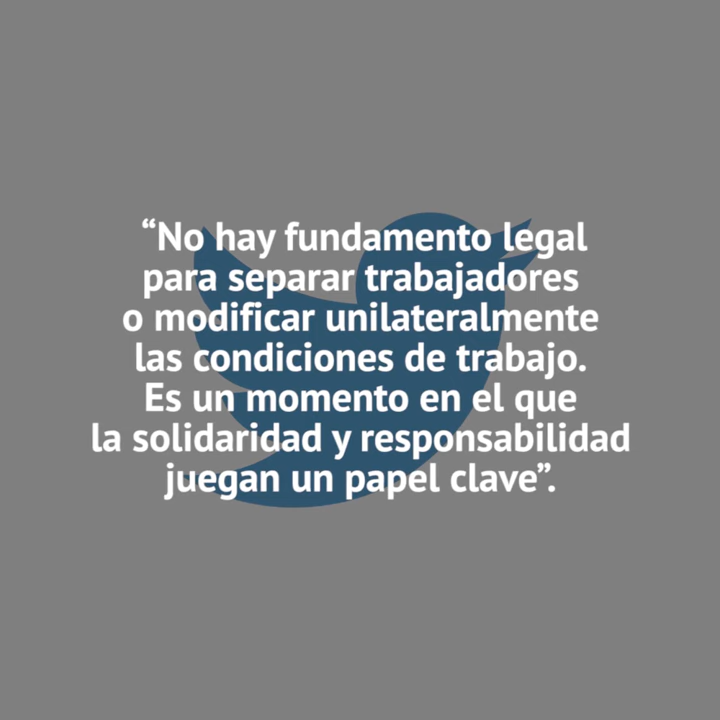 “No hay fundamento legal
para separar trabajadores
o modificar unilateralmente
las condiciones de trabajo.
Es un momento en el que
la solidaridad y responsabilidad
juegan un papel clave”.